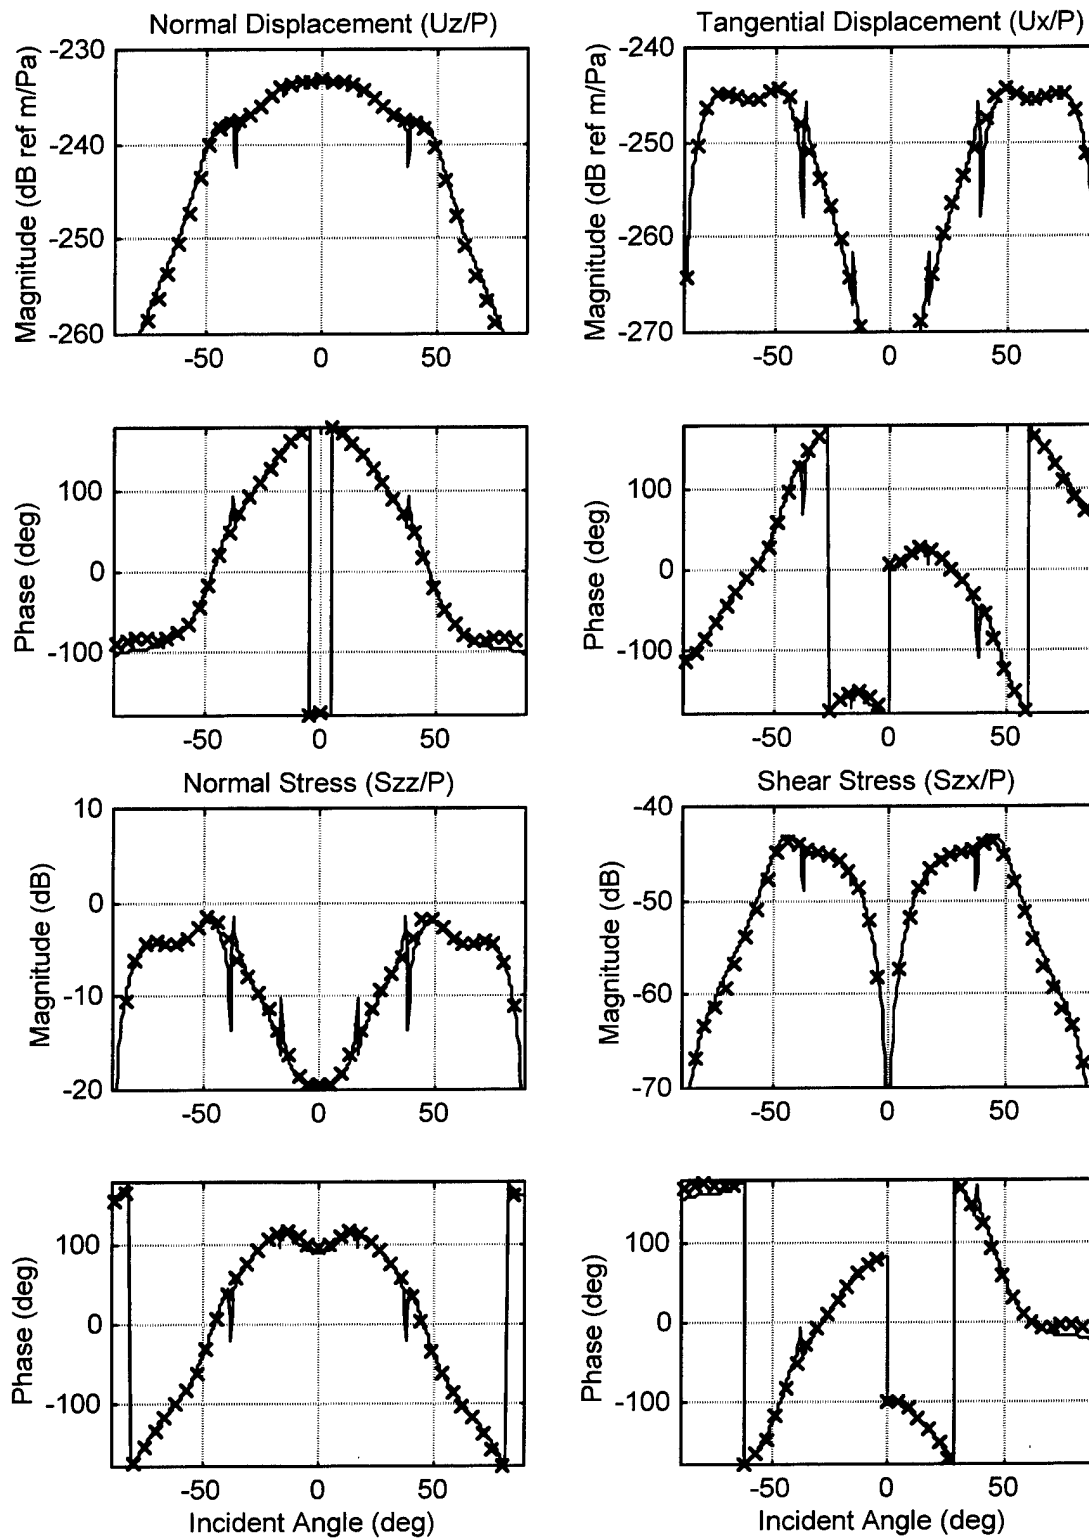 Normal Displacement (Uz/P)
Tangential Displacement (Ux/P)
Magnitude (dB ref m/Pa)
-230
-240
-250
-260
-50 0 50
Magnitude (dB ref m/Pa)
-240
-250
-260
-270
-50 0 50
Phase (deg)
100
0
-100
-50 0 50
Phase (deg)
100
0
-100
-50 0 50
Normal Stress (Szz/P)
Shear Stress (Szx/P)
Magnitude (dB)
10
0
-10
-20
-50 0 50
Magnitude (dB)
-40
-50
-60
-70
-50 0 50
Phase (deg)
100
0
-100
-50 0 50
Incident Angle (deg)
Phase (deg)
100
0
-100
-50 0 50
Incident Angle (deg)